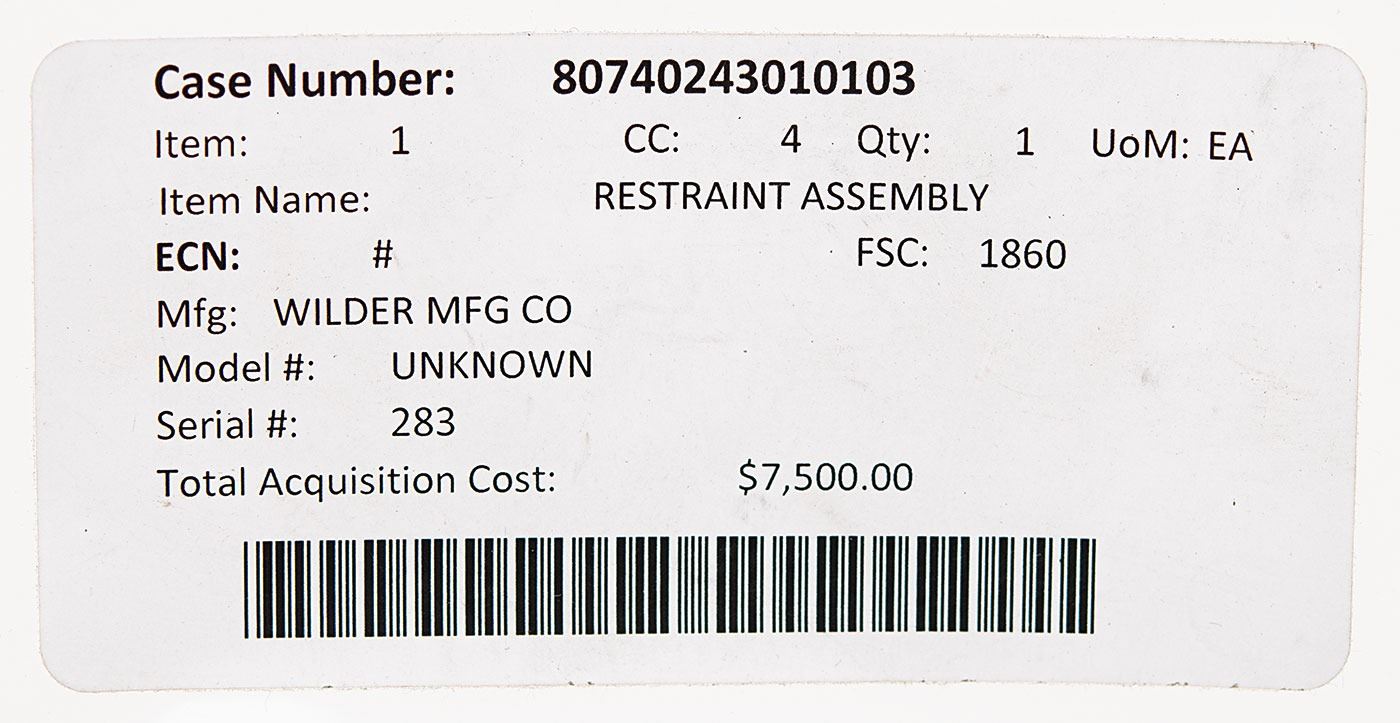 Case Number: 80740243010103
Item: 1 CC: 4 Qty: 1 UoM: EA
Item Name: RESTRAINT ASSEMBLY
ECN: # FSC: 1860
Mfg: WILDER MFG CO
Model #: UNKNOWN
Serial #: 283
Total Acquisition Cost: $7,500.00